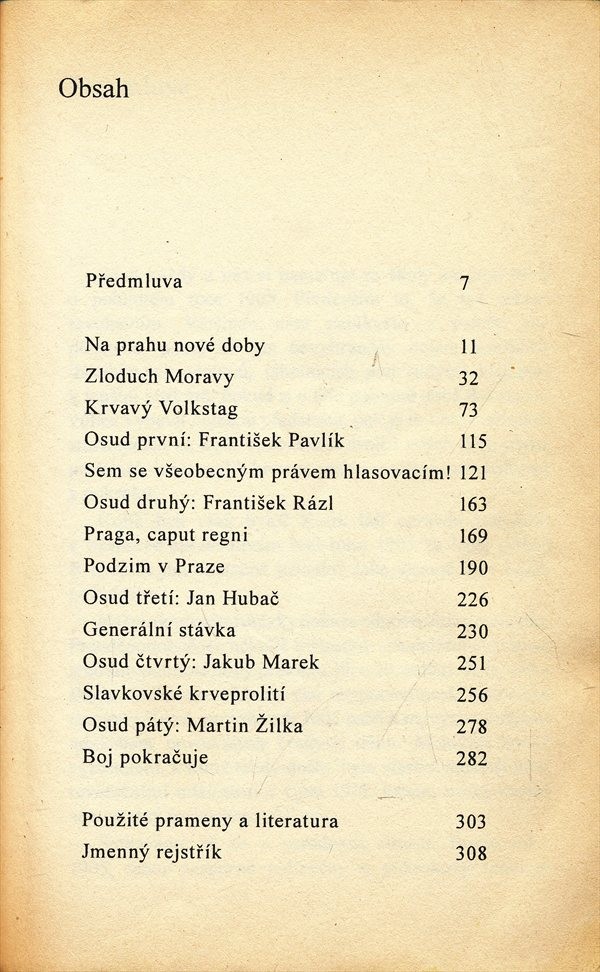 Obsah
Předmluva 7
Na prahu nové doby 11
Zloduch Moravy 32
Krvavý Volkstag 73
Osud první: František Pavlík 115
Sem se všeobecným právem hlasovacím! 121
Osud druhý: František Rázl 163
Praga, caput regni 169
Podzim v Praze 190
Osud třetí: Jan Hubač 226
Generální stávka 230
Osud čtvrtý: Jakub Marek 251
Slavkovské krveprolití 256
Osud pátý: Martin Žilka 278
Boj pokračuje 282
Použité prameny a literatura 303
Jmenný rejstřík 308